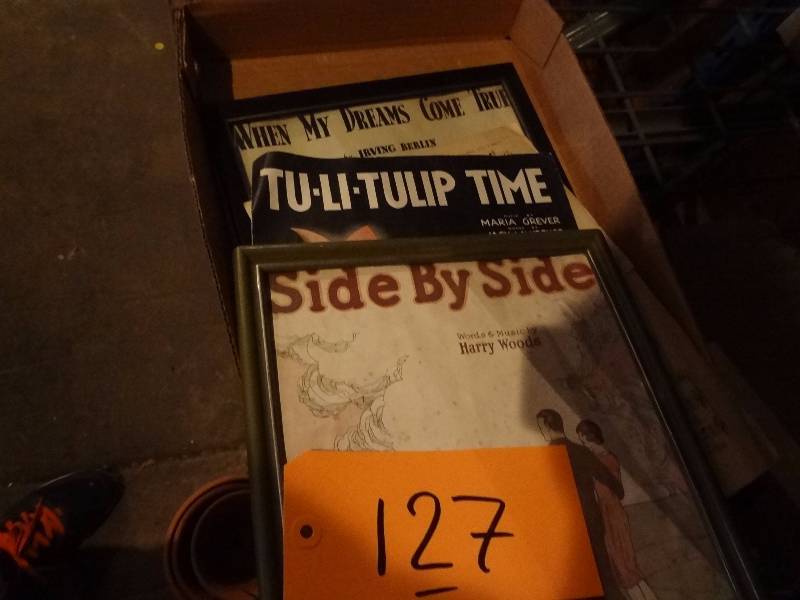 WHEN MY DREAMS COME TRUE
IRVING BERLIN
TU-LI-TULIP TIME
MARIA GREVER
Side By Side
Words & Music by
Harry Woods
127